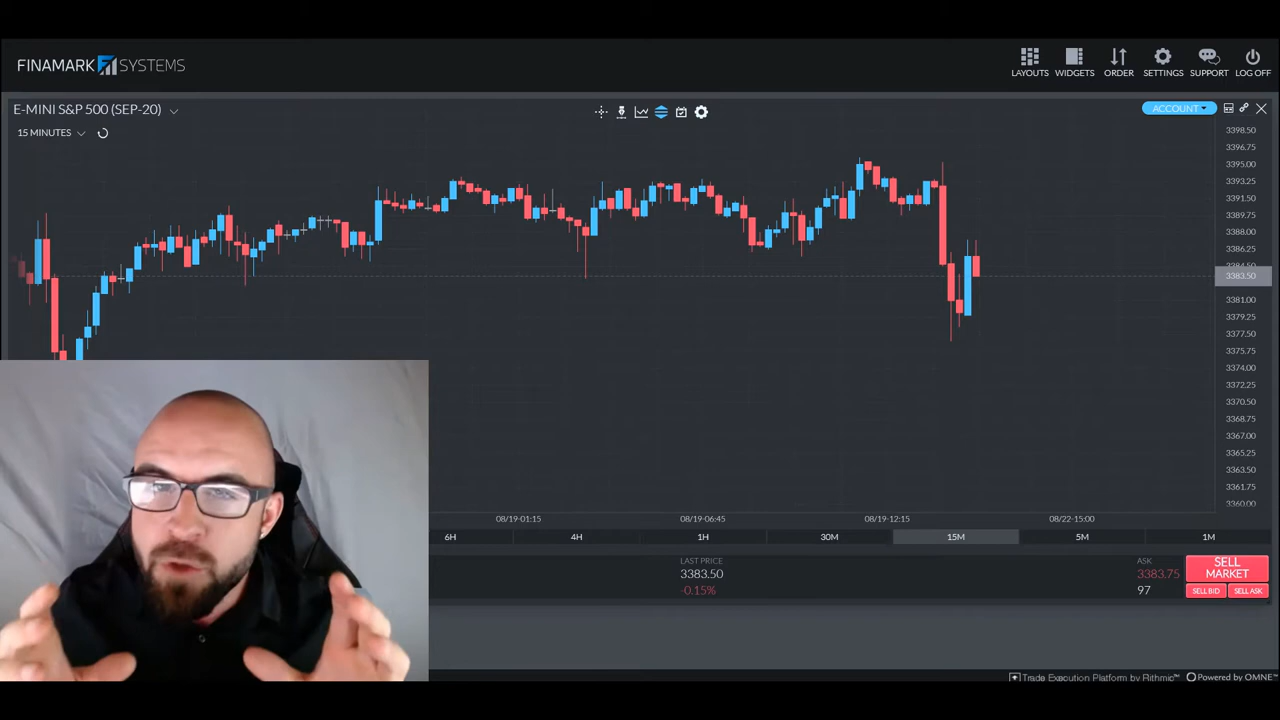 FINAMARK SYSTEMS
LAYOUTS WIDGETS ORDER SETTINGS SUPPORT LOG OFF
E-MINI S&P 500 (SEP-20)
ACCOUNT
15 MINUTES
3398.50
3396.75
3395.00
3393.25
3391.50
3389.75
3388.00
3386.25
3384.50
3383.50
3381.00
3379.25
3377.50
3375.75
3374.00
3372.25
3370.50
3368.75
3367.00
3365.25
3363.50
3361.75
3360.00
08/19-01:15 08/19-06:45 08/19-12:15 08/22-15:00
6H 4H 1H 30M 15M 5M 1M
LAST PRICE
3383.50
-0.15%
ASK
3383.75
97
SELL
MARKET
SELL BID SELL ASK
Trade Execution Platform by Rithmic™ Powered by OMNE™